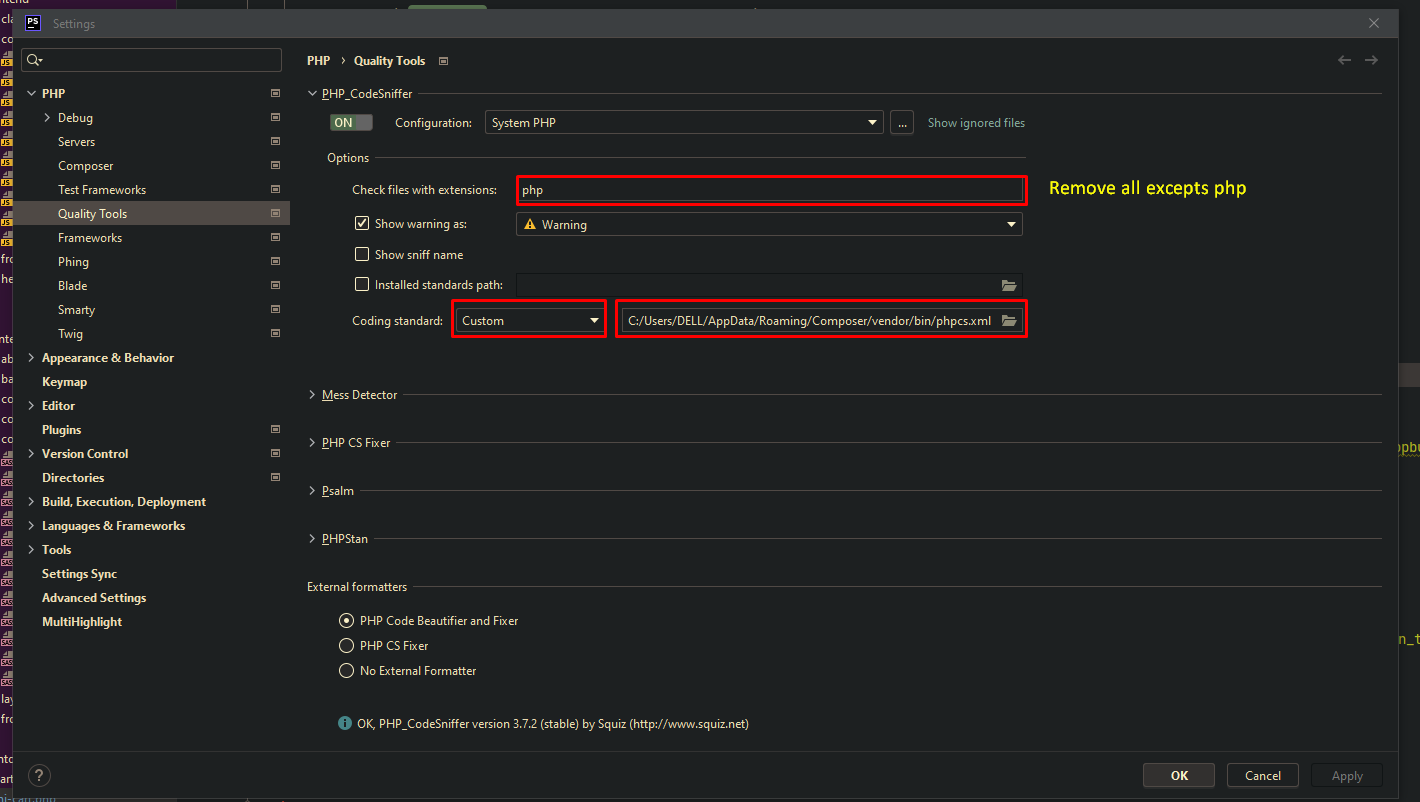 PS Settings
PHP › Quality Tools
PHP
Debug
Servers
Composer
Test Frameworks
Quality Tools
Frameworks
Phing
Blade
Smarty
Twig
Appearance & Behavior
Keymap
Editor
Plugins
Version Control
Directories
Build, Execution, Deployment
Languages & Frameworks
Tools
Settings Sync
Advanced Settings
MultiHighlight
PHP_CodeSniffer
ON Configuration: System PHP ... Show ignored files
Options
Check files with extensions: php
Remove all excepts php
Show warning as: Warning
Show sniff name
Installed standards path:
Coding standard: Custom C:/Users/DELL/AppData/Roaming/Composer/vendor/bin/phpcs.xml
Mess Detector
PHP CS Fixer
Psalm
PHPStan
External formatters
PHP Code Beautifier and Fixer
PHP CS Fixer
No External Formatter
OK, PHP_CodeSniffer version 3.7.2 (stable) by Squiz (http://www.squiz.net)
? OK Cancel Apply